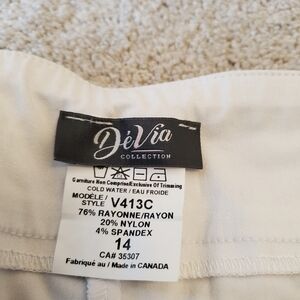 DéVia
COLLECTION
Garniture Non Comprise/Exclusive Of Trimming
COLD WATER / EAU FROIDE
MODÈLE /
STYLE V413C
76% RAYONNE/RAYON
20% NYLON
4% SPANDEX
14
CA# 35307
Fabriqué au / Made in CANADA